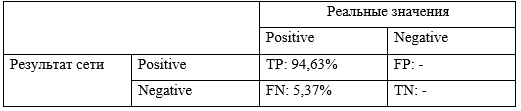 Реальные значения
Positive Negative
Результат сети Positive TP: 94,63% FP: -
Negative FN: 5,37% TN: -